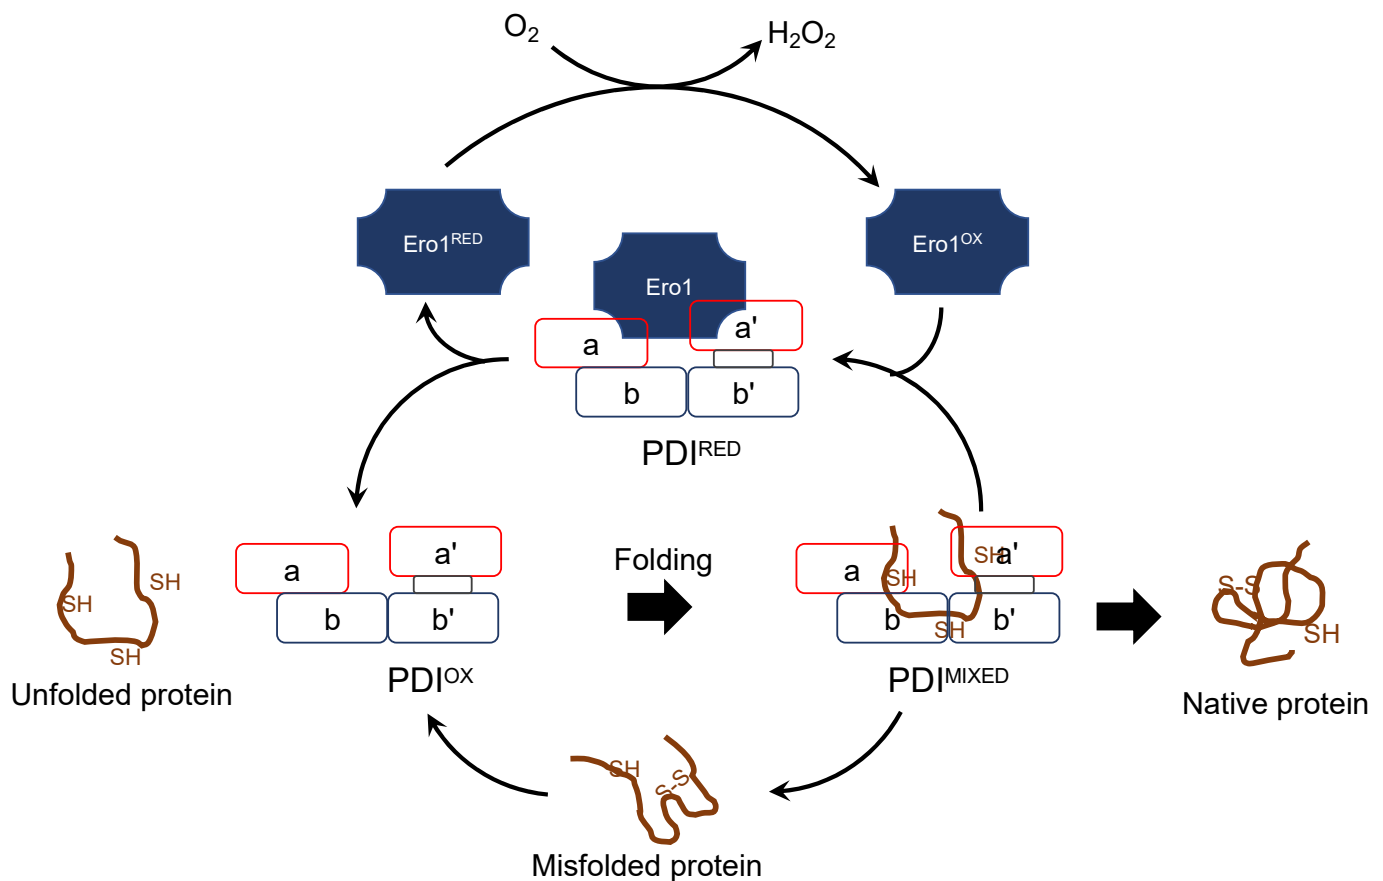 O₂
H₂O₂
Ero1ᴿᴱᴰ
Ero1
Ero1ᴼˣ
a
a'
b
b'
PDIᴿᴱᴰ
SH
SH
SH
Unfolded protein
a
a'
b
b'
PDIᴼˣ
Folding
a
a'
SH
SH
b
b'
SH
PDIᴹᴵˣᴱᴰ
S-S
SH
Native protein
SH
S-S
Misfolded protein